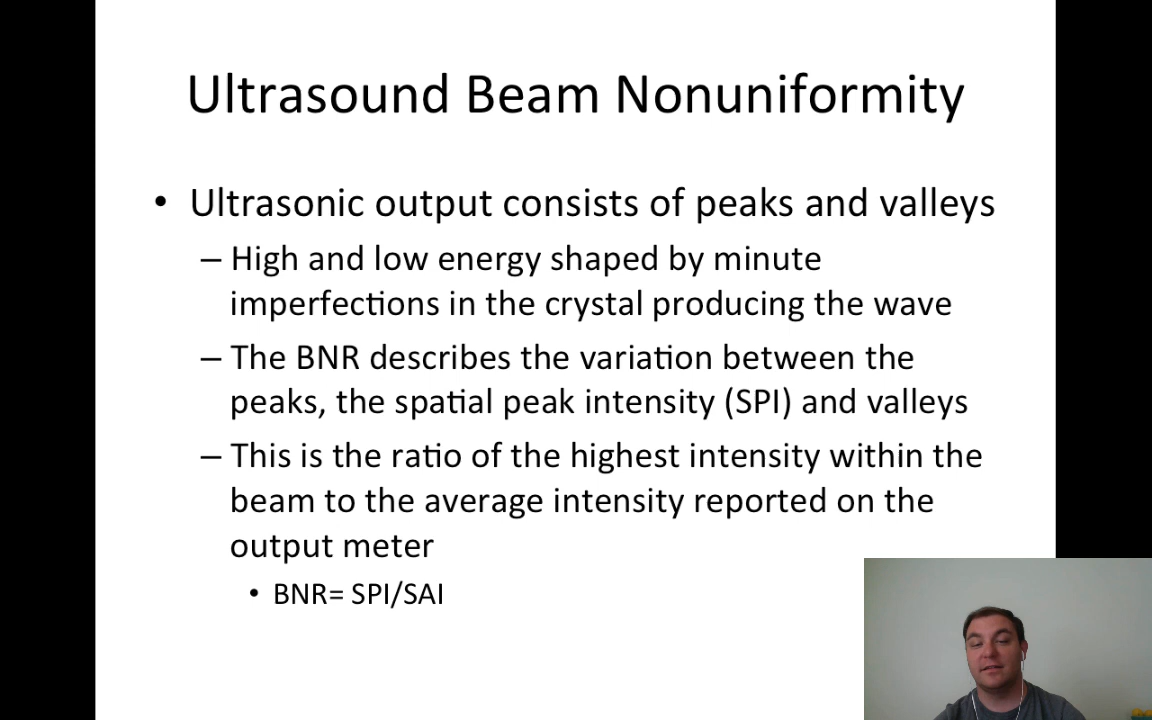 Ultrasound Beam Nonuniformity
• Ultrasonic output consists of peaks and valleys
– High and low energy shaped by minute
imperfections in the crystal producing the wave
– The BNR describes the variation between the
peaks, the spatial peak intensity (SPI) and valleys
– This is the ratio of the highest intensity within the
beam to the average intensity reported on the
output meter
• BNR= SPI/SAI